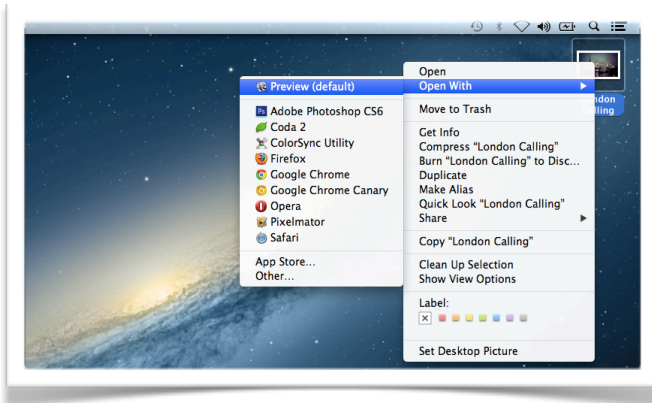 Preview (default)
Adobe Photoshop CS6
Coda 2
ColorSync Utility
Firefox
Google Chrome
Google Chrome Canary
Opera
Pixelmator
Safari
App Store...
Other...
Open
Open With
Move to Trash
Get Info
Compress “London Calling”
Burn “London Calling” to Disc...
Duplicate
Make Alias
Quick Look “London Calling”
Share
Copy “London Calling”
Clean Up Selection
Show View Options
Label:
Set Desktop Picture